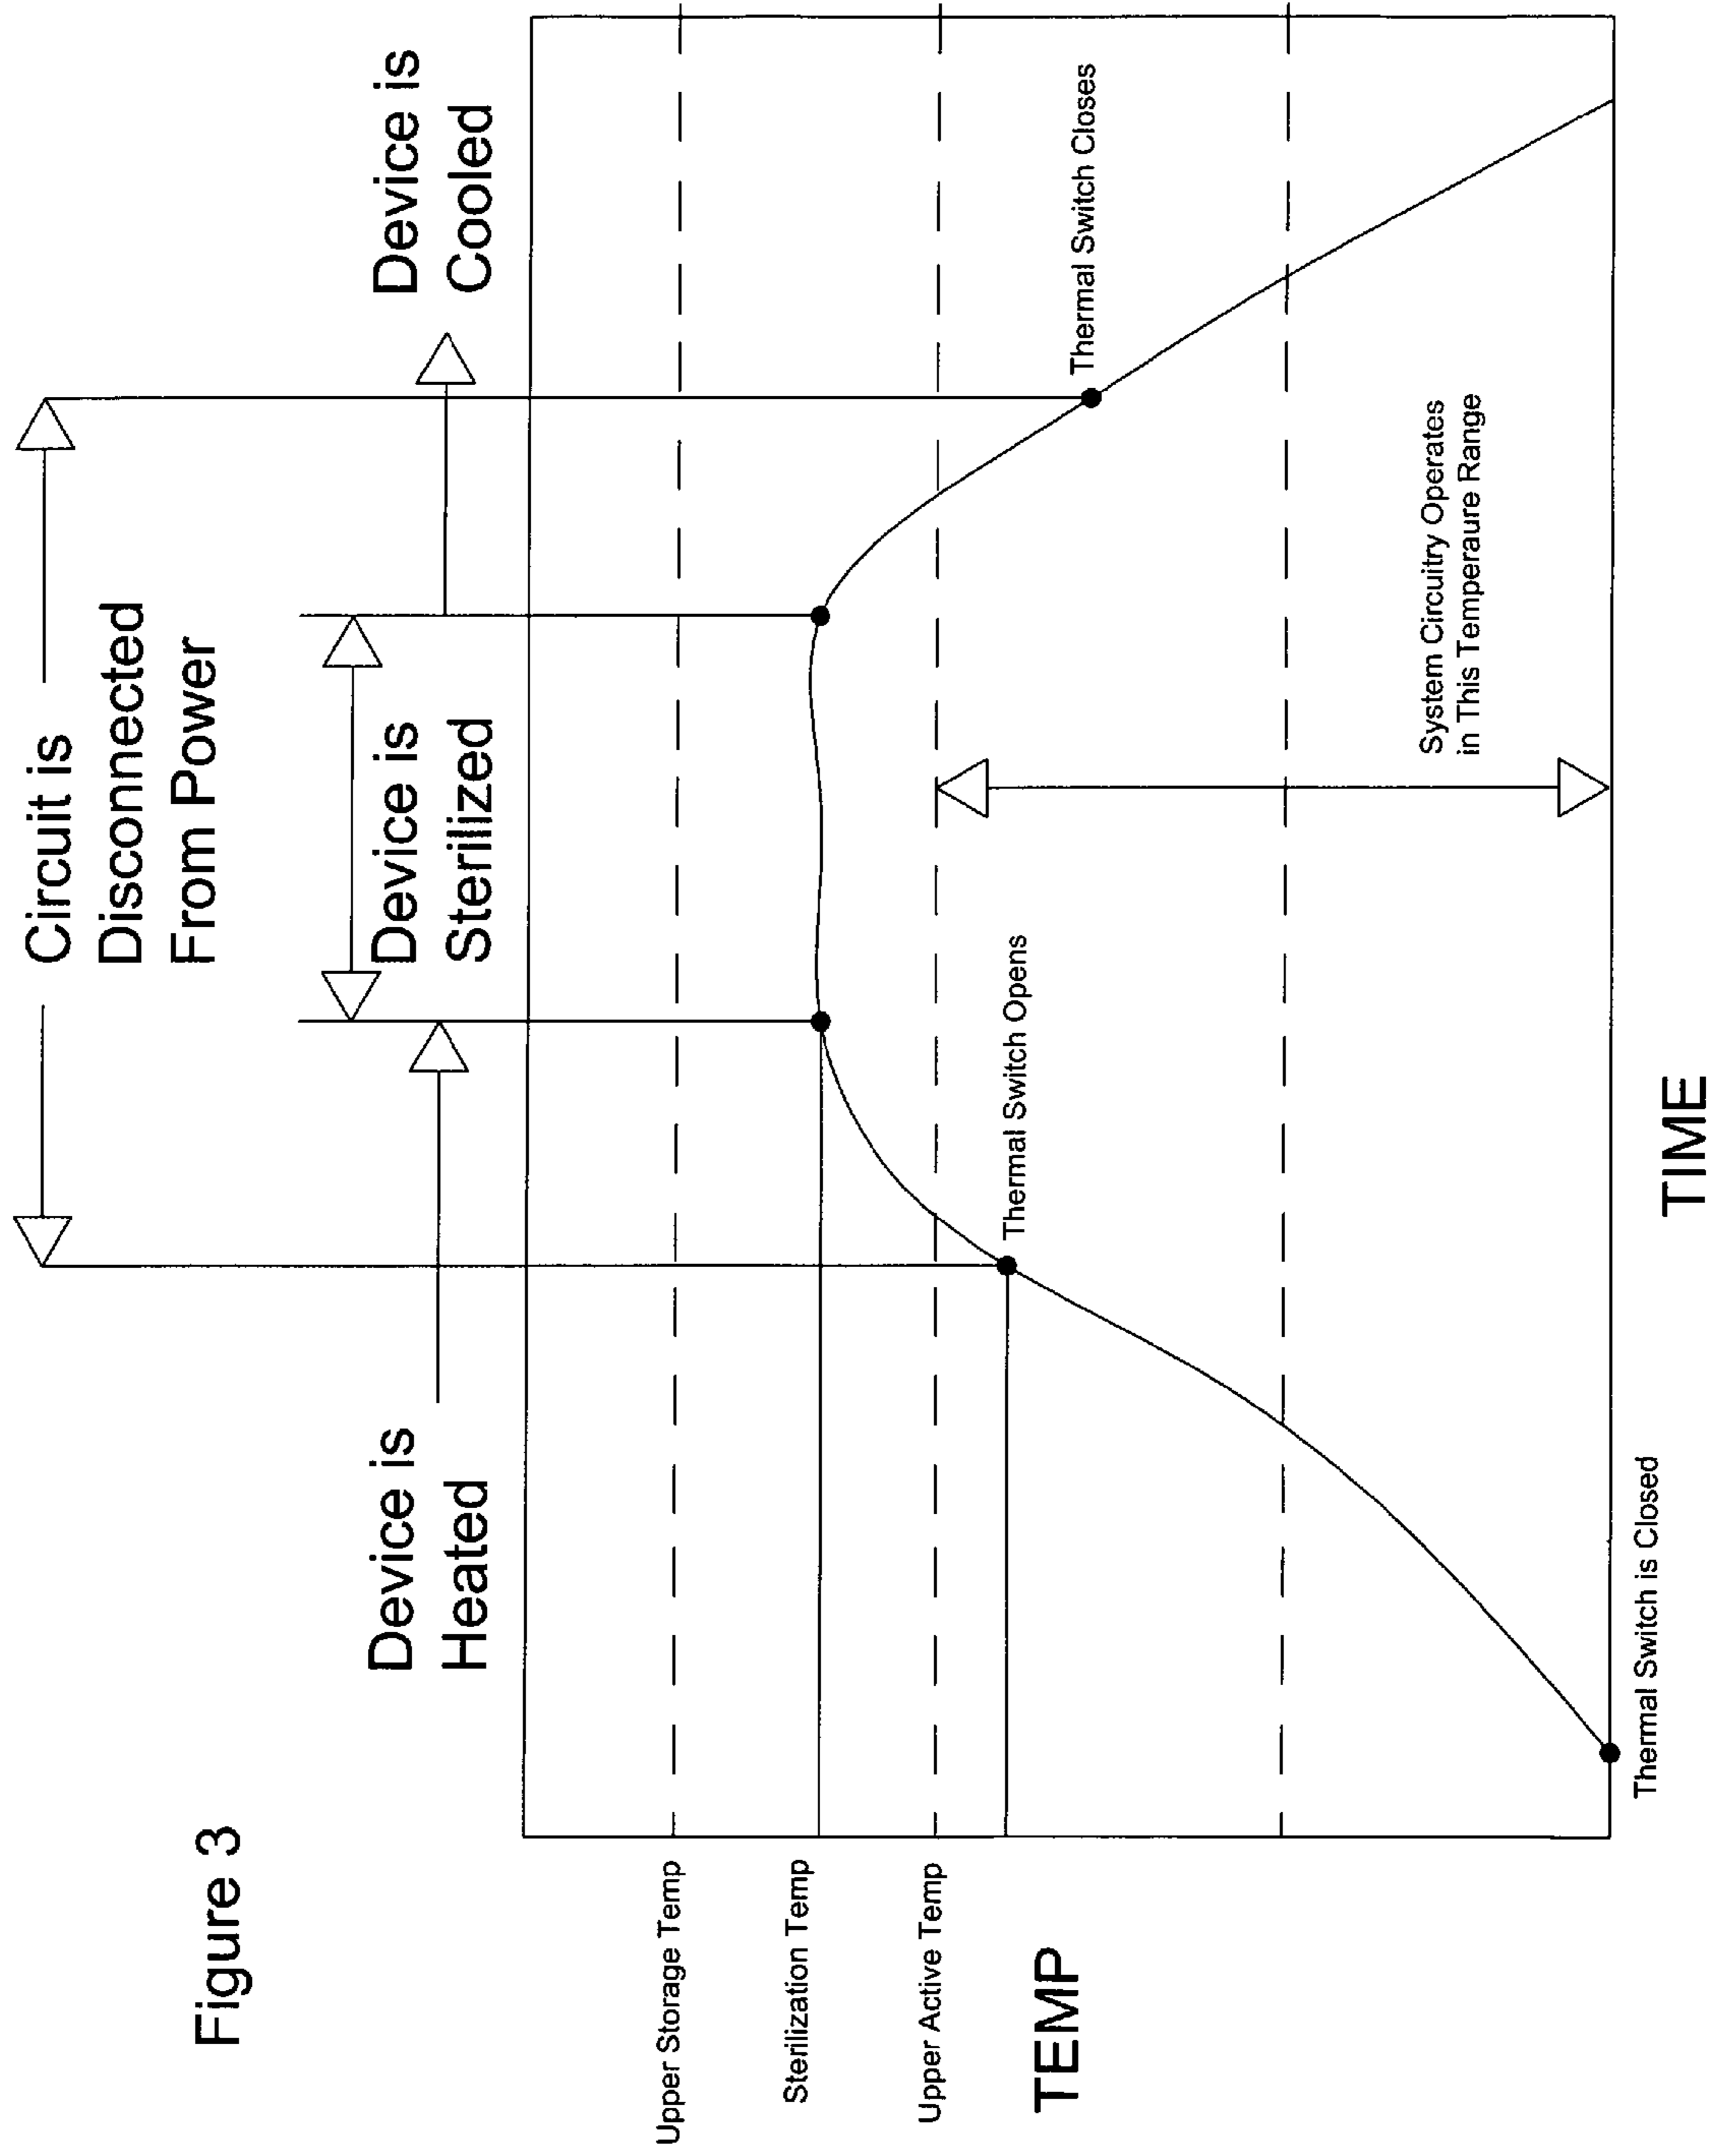 Figure 3
Circuit is
Disconnected
From Power
Device is
Heated
Device is
Sterilized
Device is
Cooled
Upper Storage Temp
Sterilization Temp
Upper Active Temp
TEMP
Thermal Switch Opens
Thermal Switch Closes
System Circuitry Operates
in This Temperaure Range
Thermal Switch is Closed
TIME